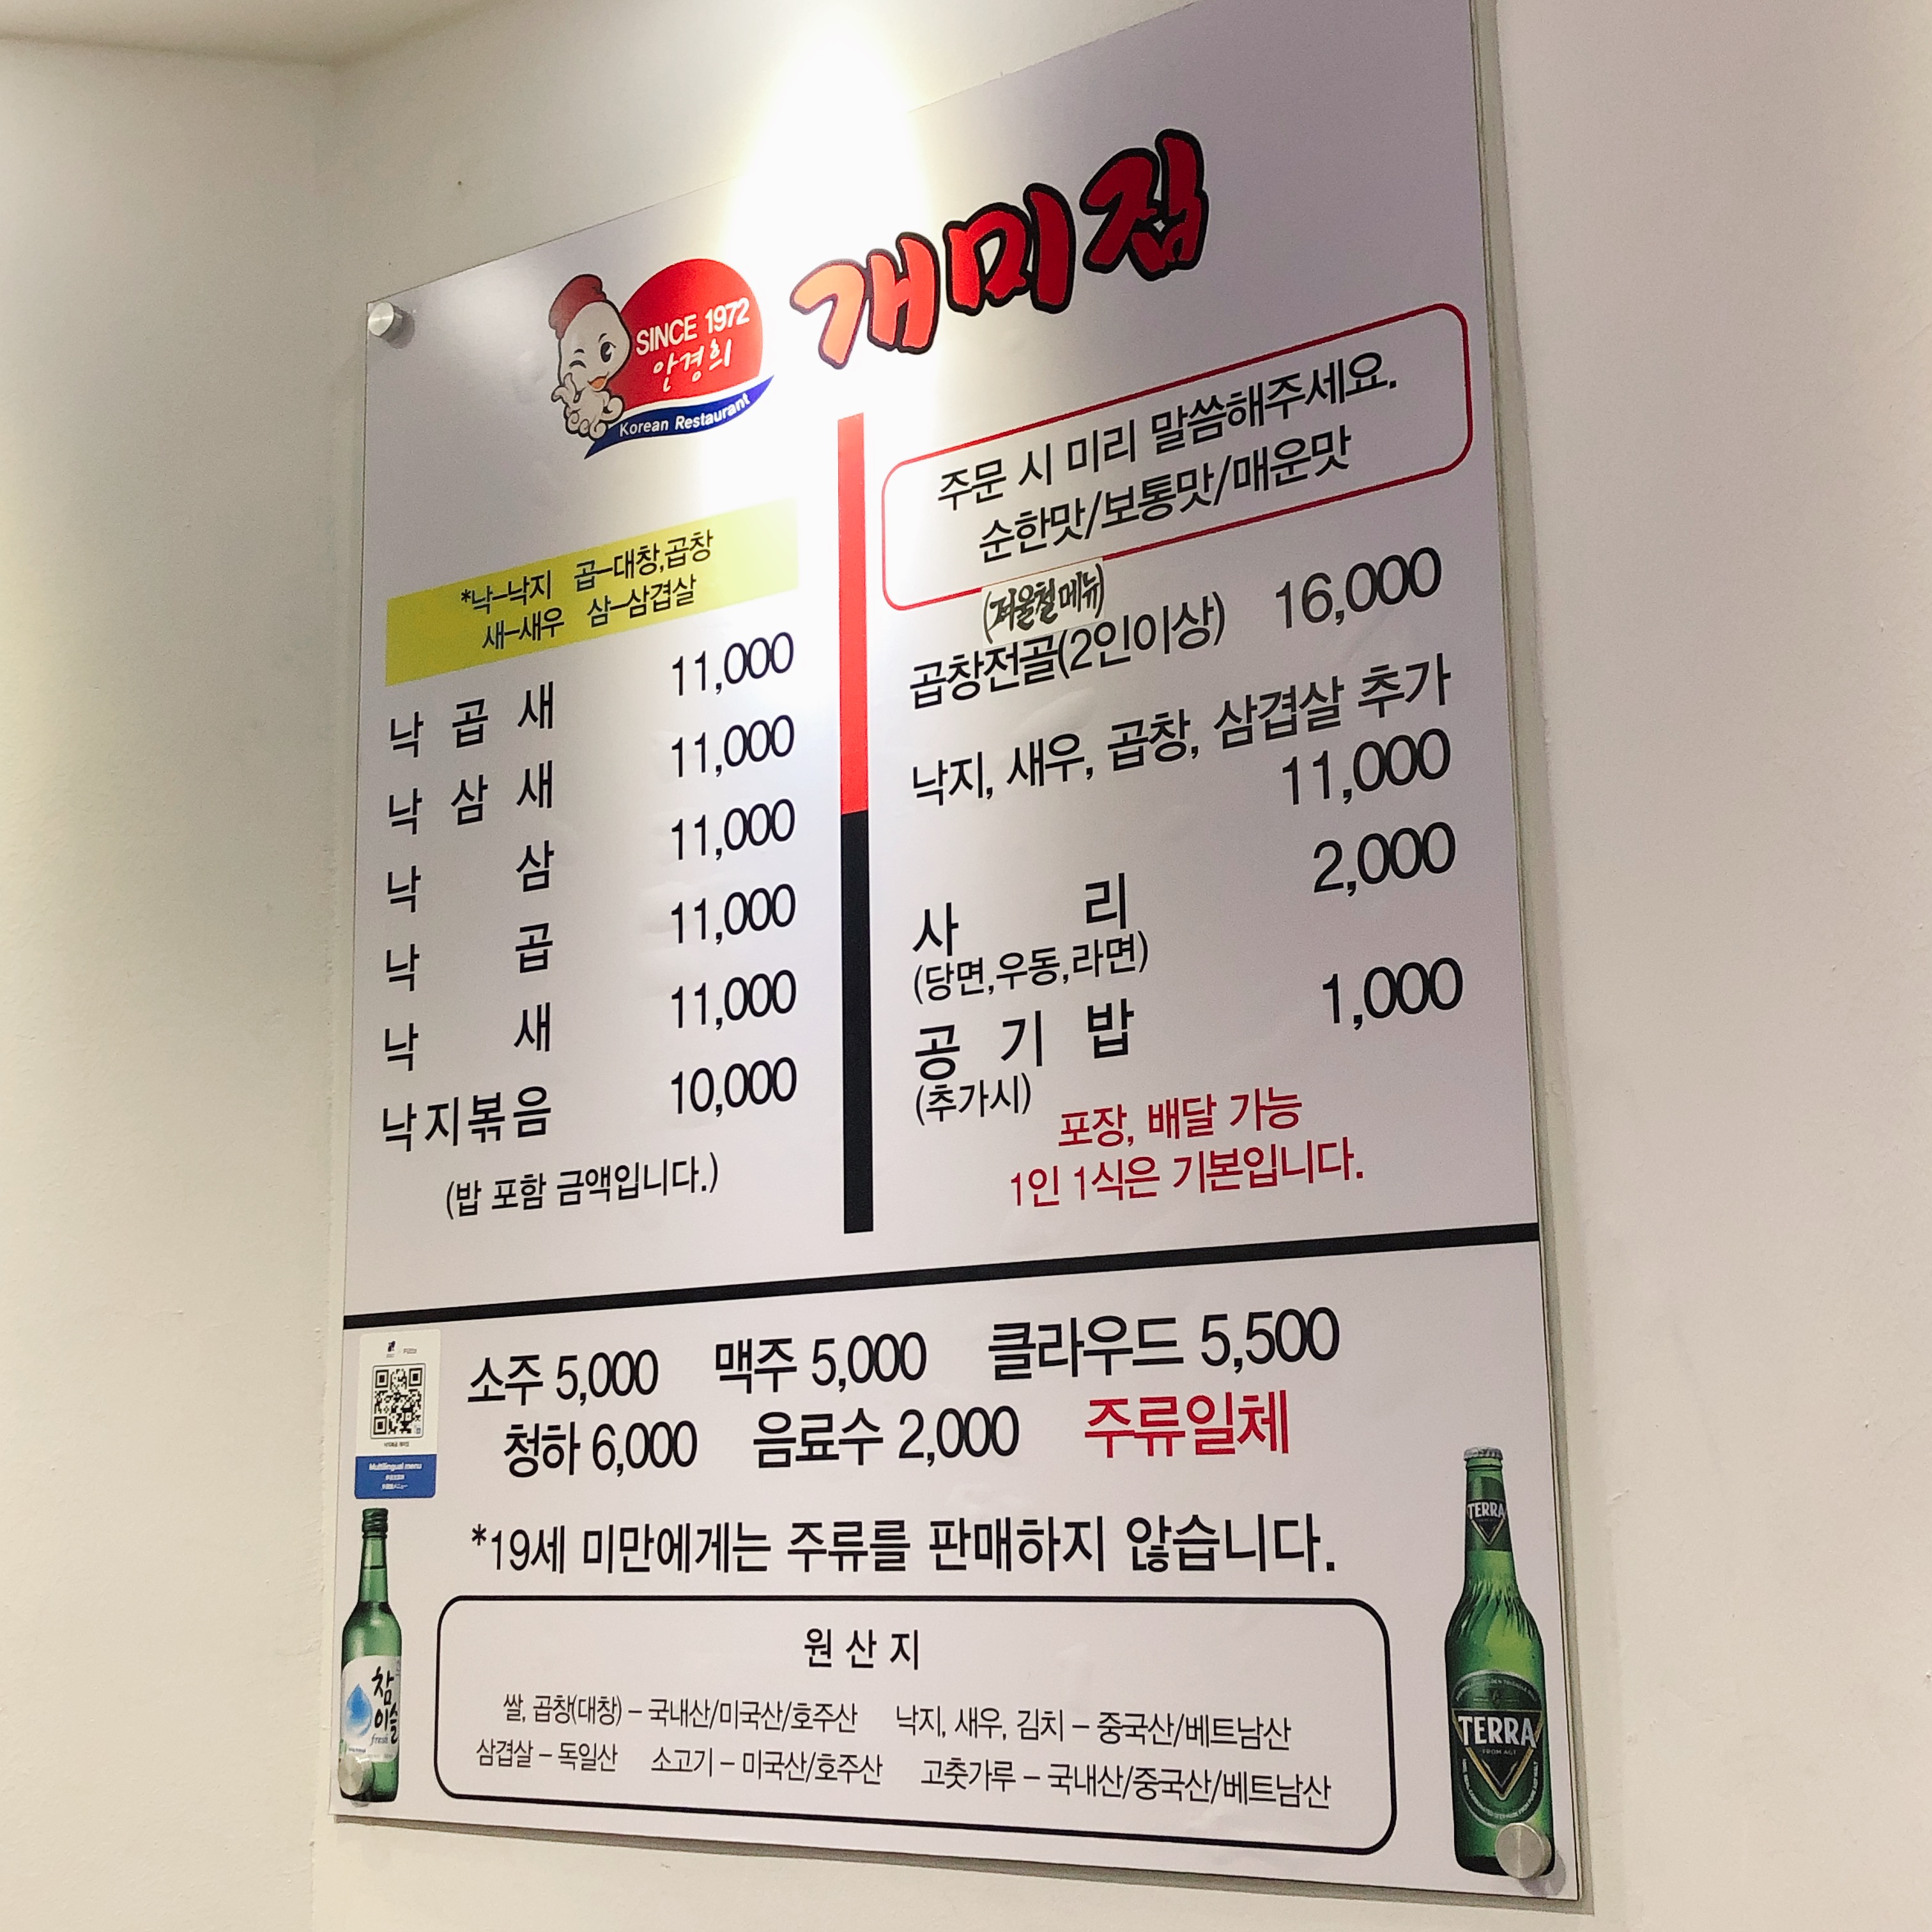 개미집
SINCE 1972
안경희
Korean Restaurant
*낙-낙지 곱-대창,곱창
새-새우 삼-삼겹살
낙곱새 11,000
낙삼새 11,000
낙삼 11,000
낙곱 11,000
낙새 11,000
낙지볶음 10,000
(밥 포함 금액입니다.)
주문 시 미리 말씀해주세요.
순한맛/보통맛/매운맛
(겨울철메뉴)
곱창전골(2인이상) 16,000
낙지, 새우, 곱창, 삼겹살 추가
11,000
사리 2,000
(당면,우동,라면)
공기밥 1,000
(추가시)
포장, 배달 가능
1인 1식은 기본입니다.
소주 5,000 맥주 5,000 클라우드 5,500
청하 6,000 음료수 2,000 주류일체
Multilingual menu
*19세 미만에게는 주류를 판매하지 않습니다.
원산지
쌀, 곱창(대창) – 국내산/미국산/호주산 낙지, 새우, 김치 – 중국산/베트남산
삼겹살 – 독일산 소고기 – 미국산/호주산 고춧가루 – 국내산/중국산/베트남산
참이슬
fresh
TERRA
TERRA
FROM AGT